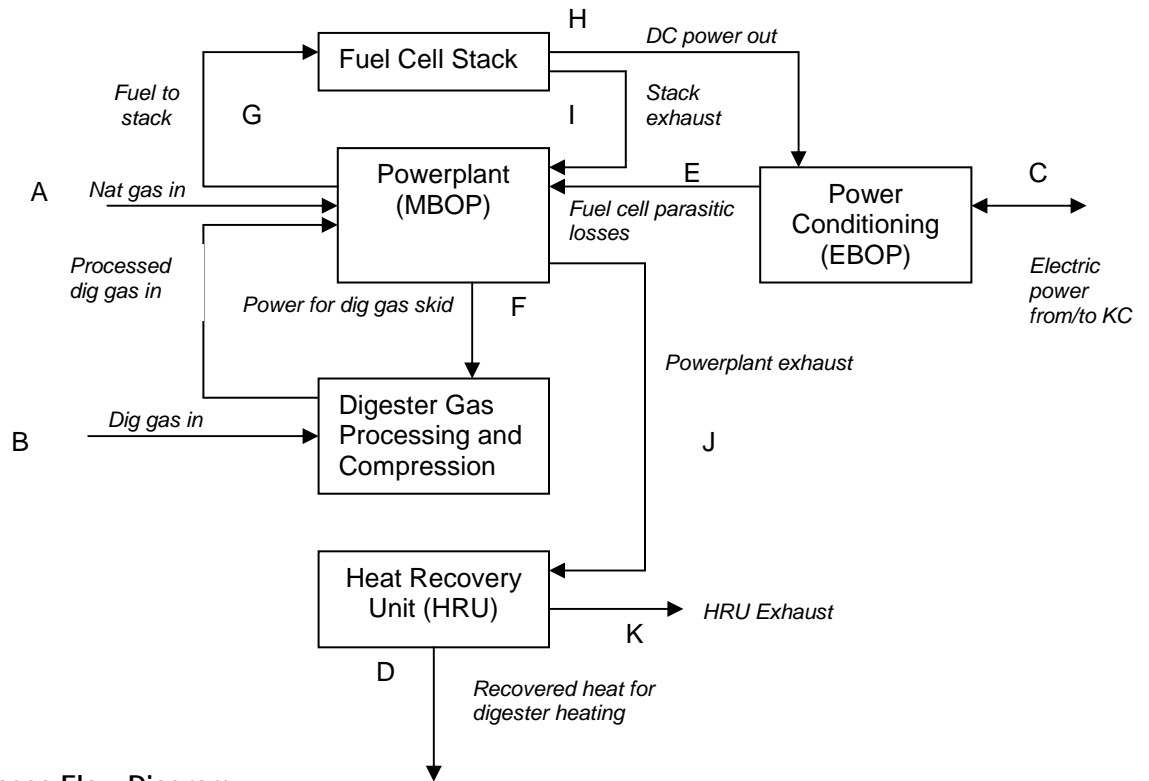 H
DC power out
Fuel Cell Stack
Fuel to
stack
G
I
Stack
exhaust
A
Nat gas in
Powerplant
(MBOP)
E
Fuel cell parasitic
losses
Power
Conditioning
(EBOP)
C
Electric
power
from/to KC
Processed
dig gas in
Power for dig gas skid
F
Powerplant exhaust
B
Dig gas in
Digester Gas
Processing and
Compression
J
Heat Recovery
Unit (HRU)
HRU Exhaust
K
D
Recovered heat for
digester heating
Flow Diagram